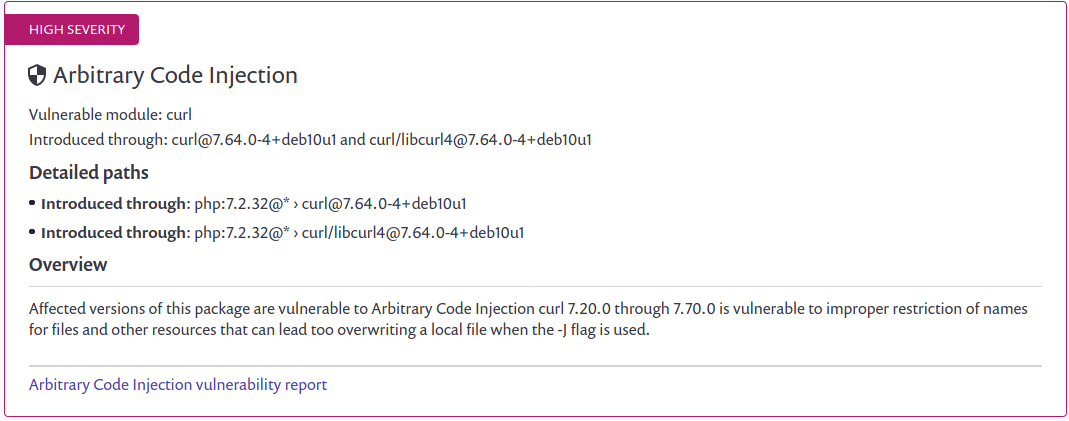 HIGH SEVERITY
Arbitrary Code Injection
Vulnerable module: curl
Introduced through: curl@7.64.0-4+deb10u1 and curl/libcurl4@7.64.0-4+deb10u1
Detailed paths
• Introduced through: php:7.2.32@* › curl@7.64.0-4+deb10u1
• Introduced through: php:7.2.32@* › curl/libcurl4@7.64.0-4+deb10u1
Overview
Affected versions of this package are vulnerable to Arbitrary Code Injection curl 7.20.0 through 7.70.0 is vulnerable to improper restriction of names
for files and other resources that can lead too overwriting a local file when the -J flag is used.
Arbitrary Code Injection vulnerability report